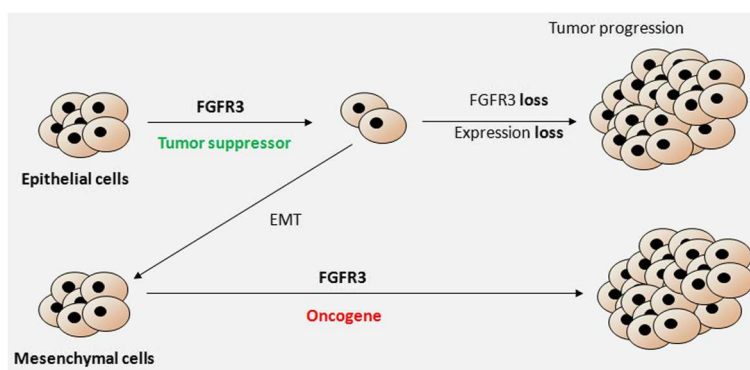 Tumor progression
FGFR3
Tumor suppressor
FGFR3 loss
Expression loss
Epithelial cells
EMT
FGFR3
Oncogene
Mesenchymal cells